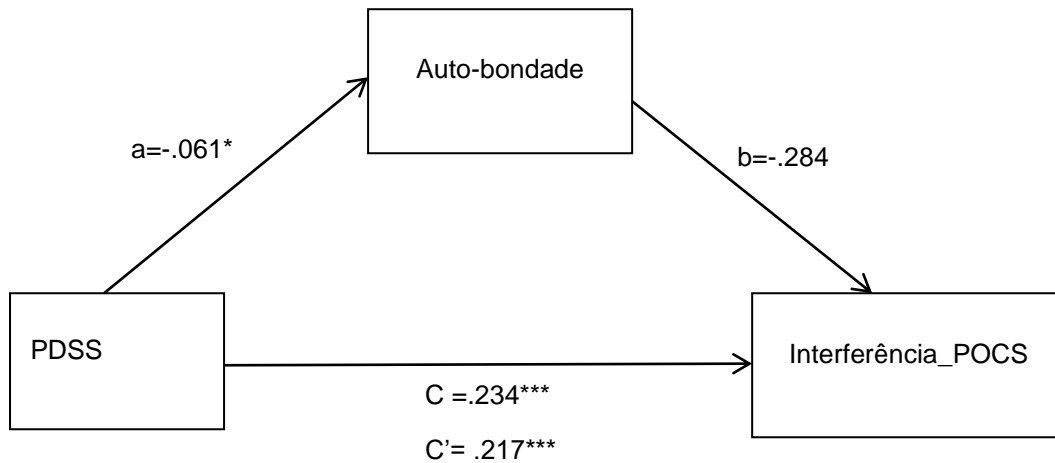 Auto-bondade
a=-.061*
b=-.284
PDSS
Interferência_POCS
C =.234***
C'= .217***